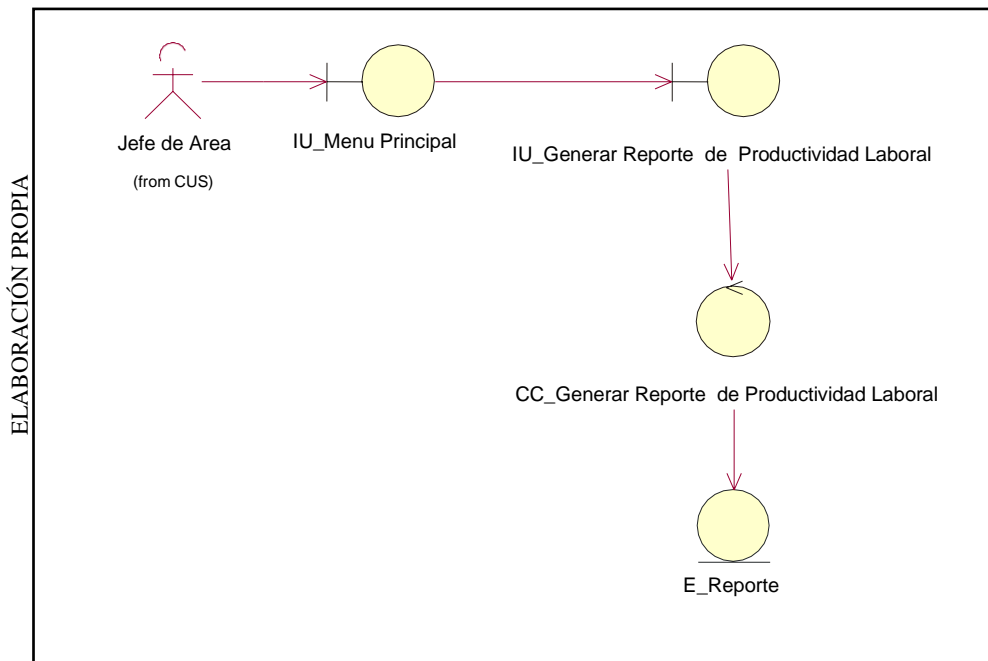 Jefe de Area
(from CUS)
IU_Menu Principal
IU_Generar Reporte de Productividad Laboral
CC_Generar Reporte de Productividad Laboral
E_Reporte
ELABORACIÓN PROPIA